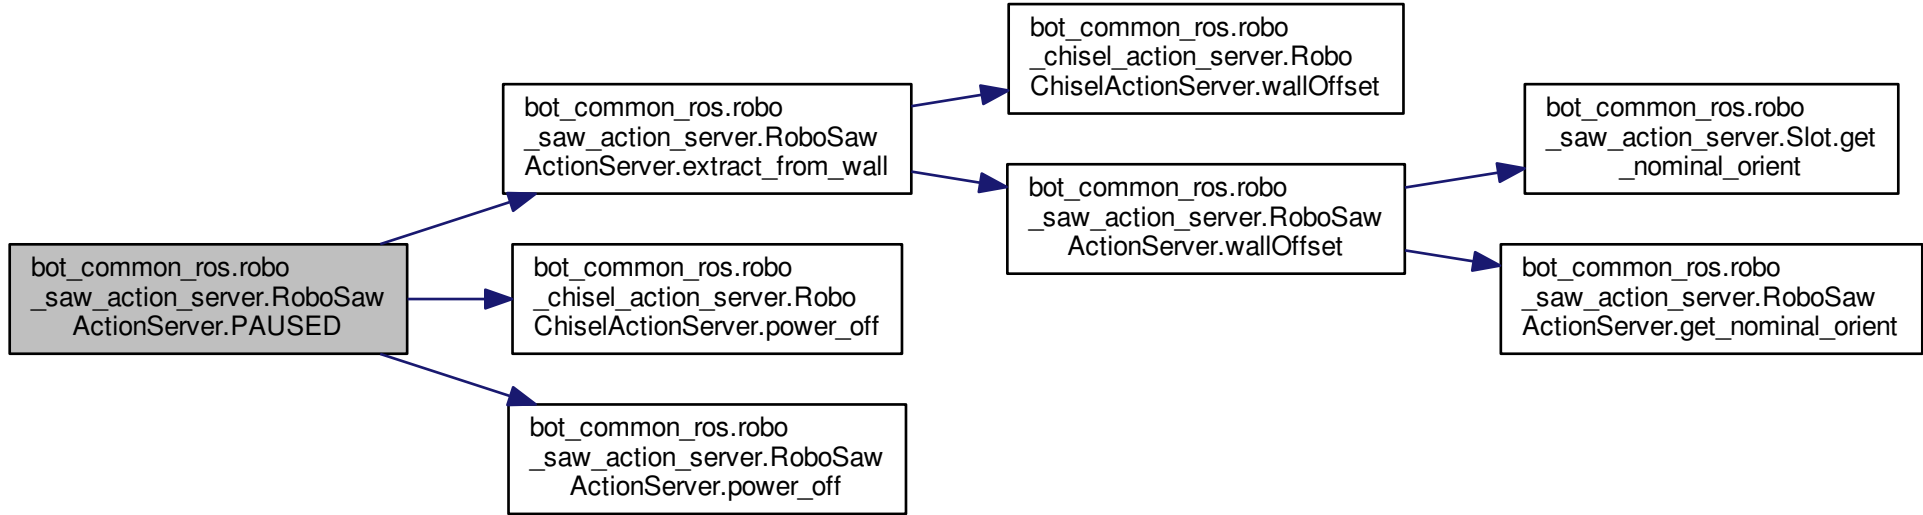 bot_common_ros.robo
_saw_action_server.RoboSaw
ActionServer.PAUSED
bot_common_ros.robo
_saw_action_server.RoboSaw
ActionServer.extract_from_wall
bot_common_ros.robo
_chisel_action_server.Robo
ChiselActionServer.power_off
bot_common_ros.robo
_saw_action_server.RoboSaw
ActionServer.power_off
bot_common_ros.robo
_chisel_action_server.Robo
ChiselActionServer.wallOffset
bot_common_ros.robo
_saw_action_server.RoboSaw
ActionServer.wallOffset
bot_common_ros.robo
_saw_action_server.Slot.get
_nominal_orient
bot_common_ros.robo
_saw_action_server.RoboSaw
ActionServer.get_nominal_orient